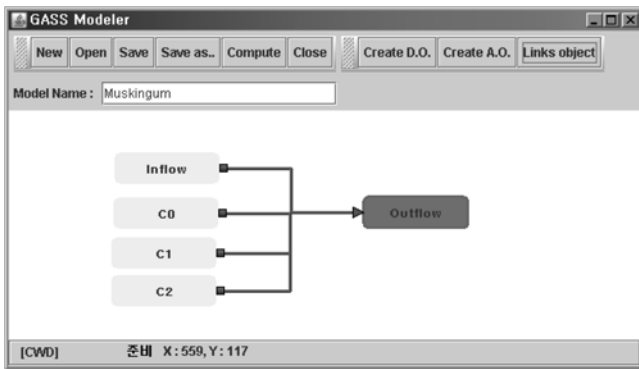 GASS Modeler
New Open Save Save as.. Compute Close Create D.O. Create A.O. Links object
Model Name : Muskingum
Inflow
C0
Outflow
C1
C2
[CWD] 준비 X : 559, Y : 117